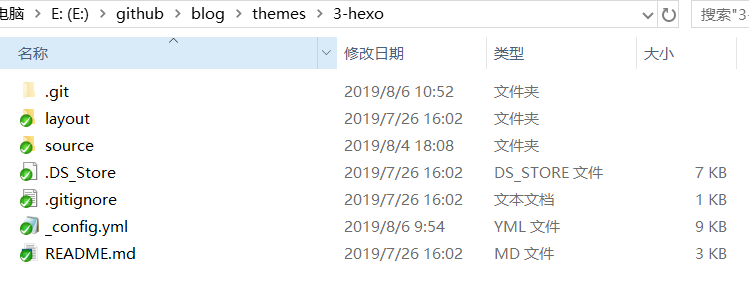 电脑 › E: (E:) › github › blog › themes › 3-hexo 搜索"3-
名称 修改日期 类型 大小
.git 2019/8/6 10:52 文件夹
layout 2019/7/26 16:02 文件夹
source 2019/8/4 18:08 文件夹
.DS_Store 2019/7/26 16:02 DS_STORE 文件 7 KB
.gitignore 2019/7/26 16:02 文本文档 1 KB
_config.yml 2019/8/6 9:54 YML 文件 9 KB
README.md 2019/7/26 16:02 MD 文件 3 KB